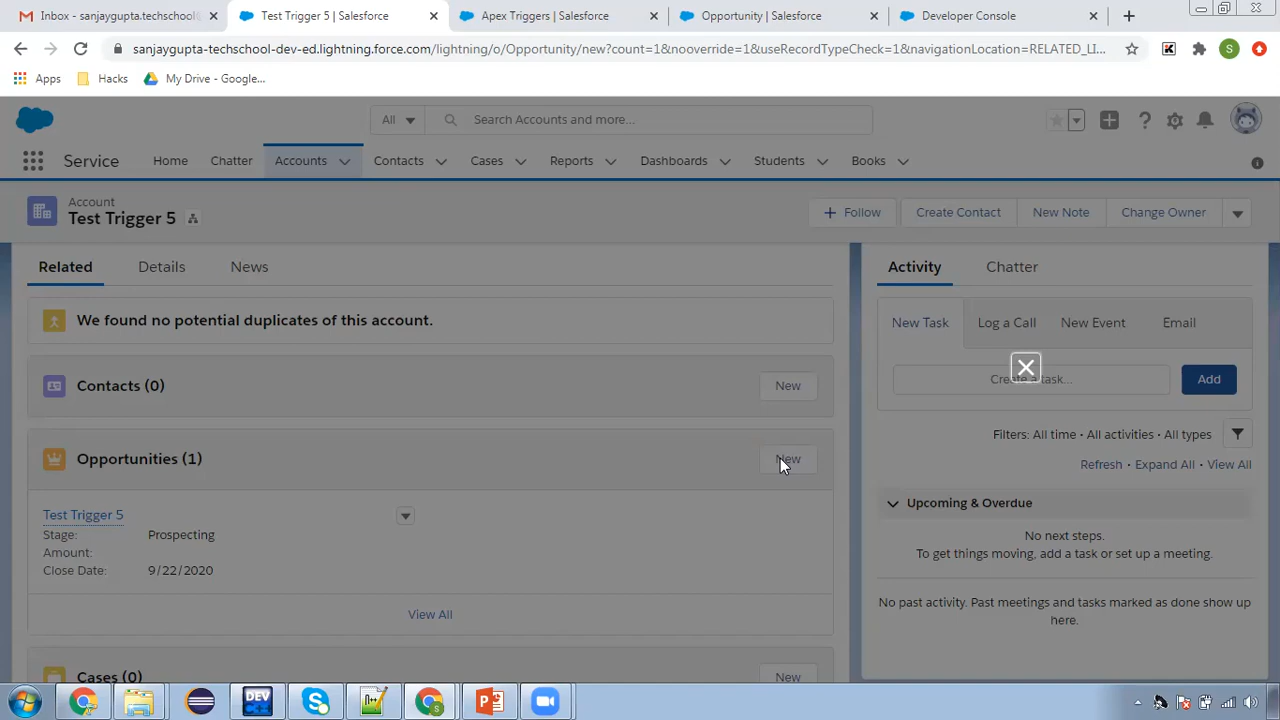 Inbox - sanjaygupta.techschool@
Test Trigger 5 | Salesforce
Apex Triggers | Salesforce
Opportunity | Salesforce
Developer Console
sanjaygupta-techschool-dev-ed.lightning.force.com/lightning/o/Opportunity/new?count=1&nooverride=1&useRecordTypeCheck=1&navigationLocation=RELATED_LI...
S
Apps
Hacks
My Drive - Google...
All
Search Accounts and more...
Service
Home
Chatter
Accounts
Contacts
Cases
Reports
Dashboards
Students
Books
Account
Test Trigger 5
Follow
Create Contact
New Note
Change Owner
Related
Details
News
Activity
Chatter
We found no potential duplicates of this account.
New Task
Log a Call
New Event
Email
Contacts (0)
New
Create a task...
Add
Opportunities (1)
New
Filters: All time • All activities • All types
Refresh • Expand All • View All
Test Trigger 5
Stage: Prospecting
Amount:
Close Date: 9/22/2020
View All
Upcoming & Overdue
No next steps.
To get things moving, add a task or set up a meeting.
No past activity. Past meetings and tasks marked as done show up
here.
Cases (0)
New
DEV
C++